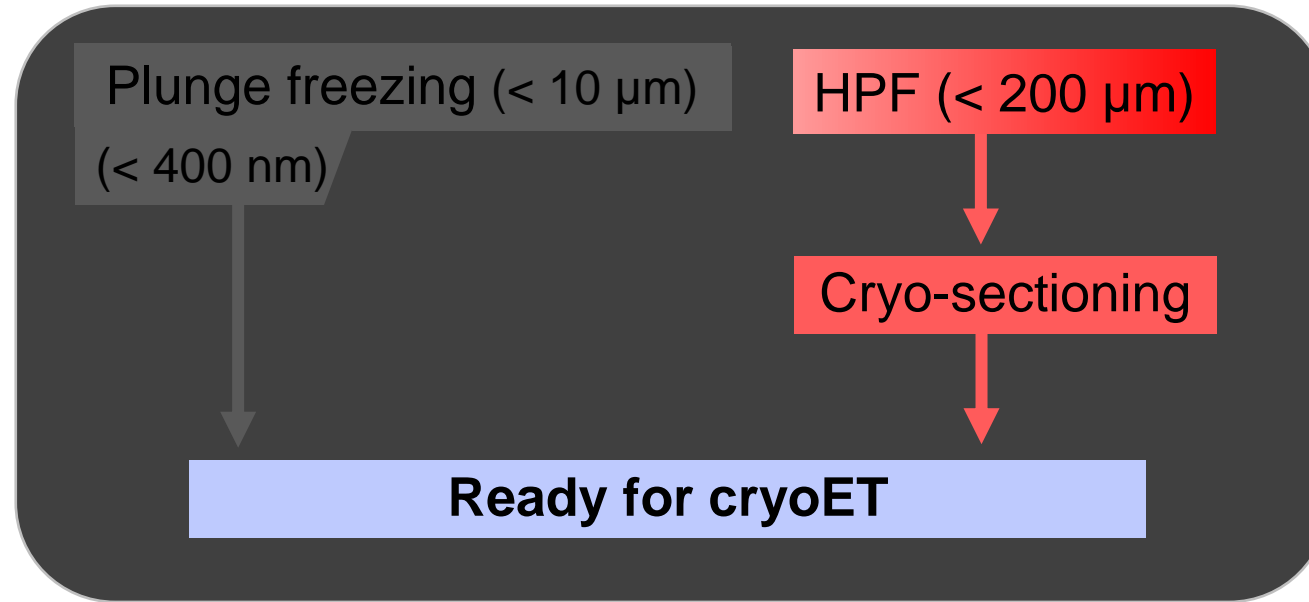 Plunge freezing (< 10 µm)
(< 400 nm)
HPF (< 200 µm)
Cryo-sectioning
Ready for cryoET